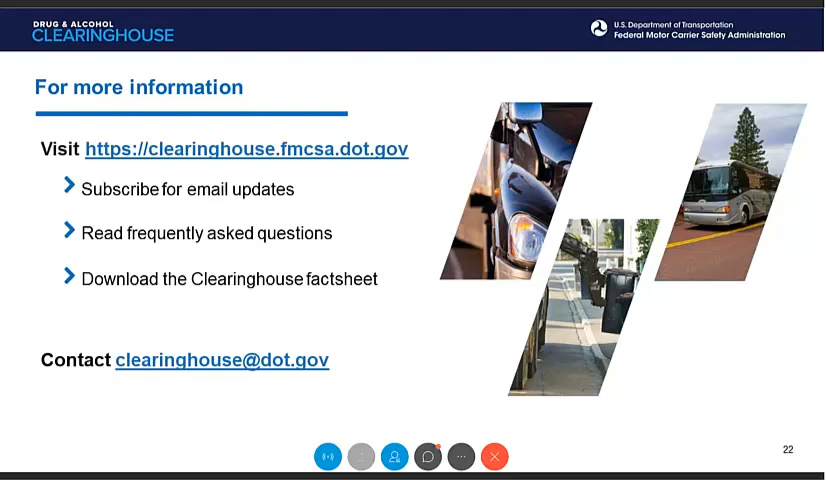 DRUG & ALCOHOL
CLEARINGHOUSE
U.S. Department of Transportation
Federal Motor Carrier Safety Administration
For more information
Visit https://clearinghouse.fmcsa.dot.gov
Subscribe for email updates
Read frequently asked questions
Download the Clearinghouse factsheet
Contact clearinghouse@dot.gov
22